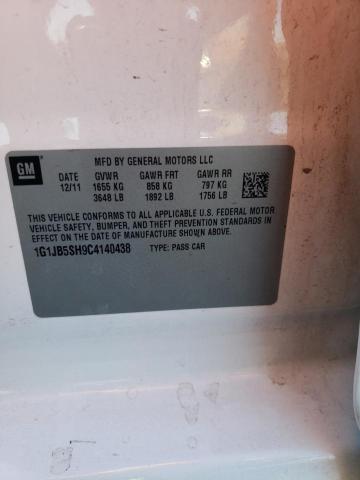 GM
MFD BY GENERAL MOTORS LLC
DATE GVWR GAWR FRT GAWR RR
12/11 1655 KG 858 KG 797 KG
3648 LB 1892 LB 1756 LB
THIS VEHICLE CONFORMS TO ALL APPLICABLE U.S. FEDERAL MOTOR
VEHICLE SAFETY, BUMPER, AND THEFT PREVENTION STANDARDS IN
EFFECT ON THE DATE OF MANUFACTURE SHOWN ABOVE.
1G1JB5SH9C4140438 TYPE: PASS CAR